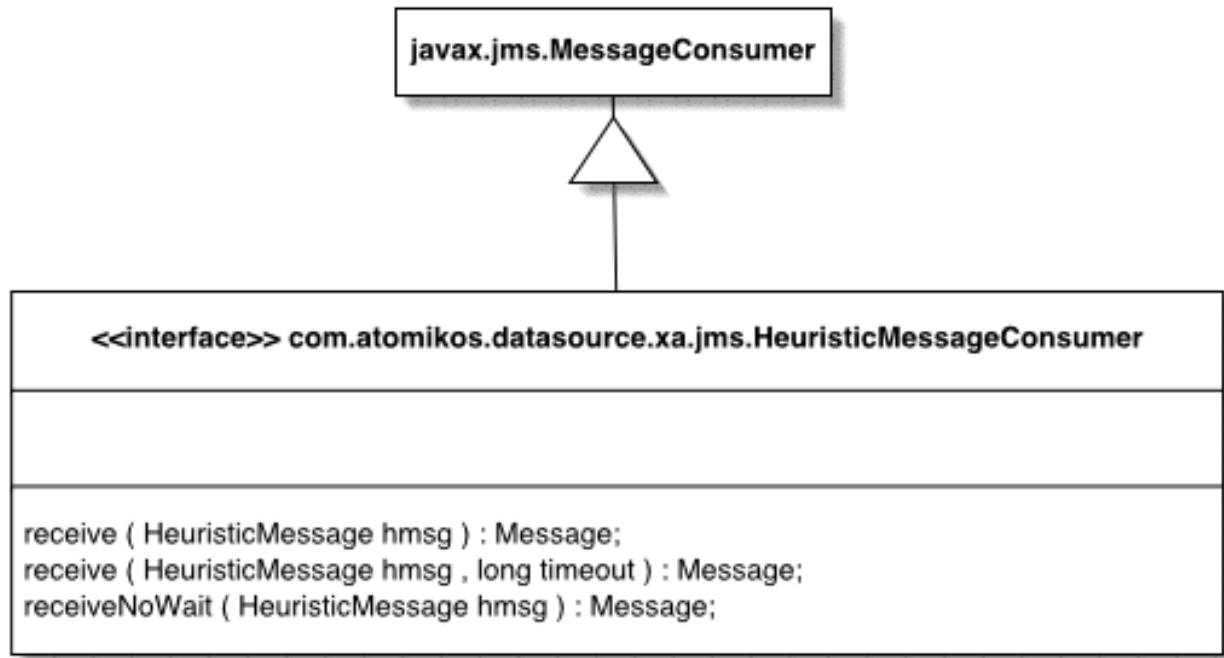 javax.jms.MessageConsumer
<<interface>> com.atomikos.datasource.xa.jms.HeuristicMessageConsumer
receive ( HeuristicMessage hmsg ) : Message;
receive ( HeuristicMessage hmsg , long timeout ) : Message;
receiveNoWait ( HeuristicMessage hmsg ) : Message;